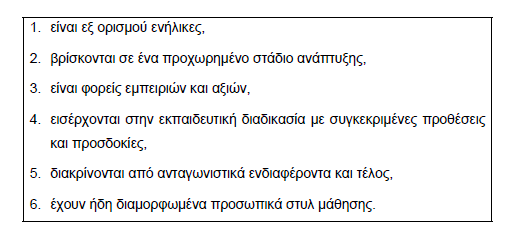 1. είναι εξ ορισμού ενήλικες,
2. βρίσκονται σε ένα προχωρημένο στάδιο ανάπτυξης,
3. είναι φορείς εμπειριών και αξιών,
4. εισέρχονται στην εκπαιδευτική διαδικασία με συγκεκριμένες προθέσεις
και προσδοκίες,
5. διακρίνονται από ανταγωνιστικά ενδιαφέροντα και τέλος,
6. έχουν ήδη διαμορφωμένα προσωπικά στυλ μάθησης.